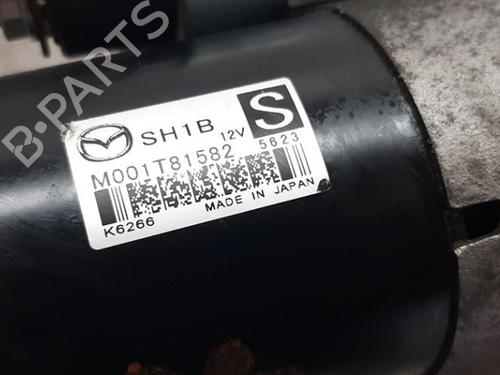 SH1B 12V S
M001T81582 5623
K6266 MADE IN JAPAN
B-PARTS